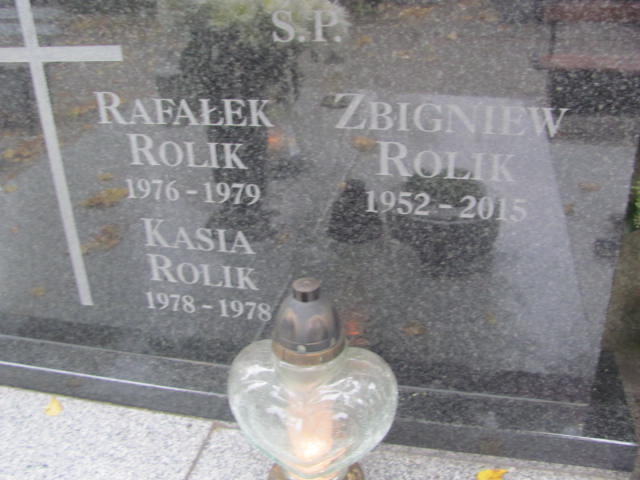 Ś.P.
RAFAŁEK
ROLIK
1976 - 1979
KASIA
ROLIK
1978 - 1978
ZBIGNIEW
ROLIK
1952 - 2015